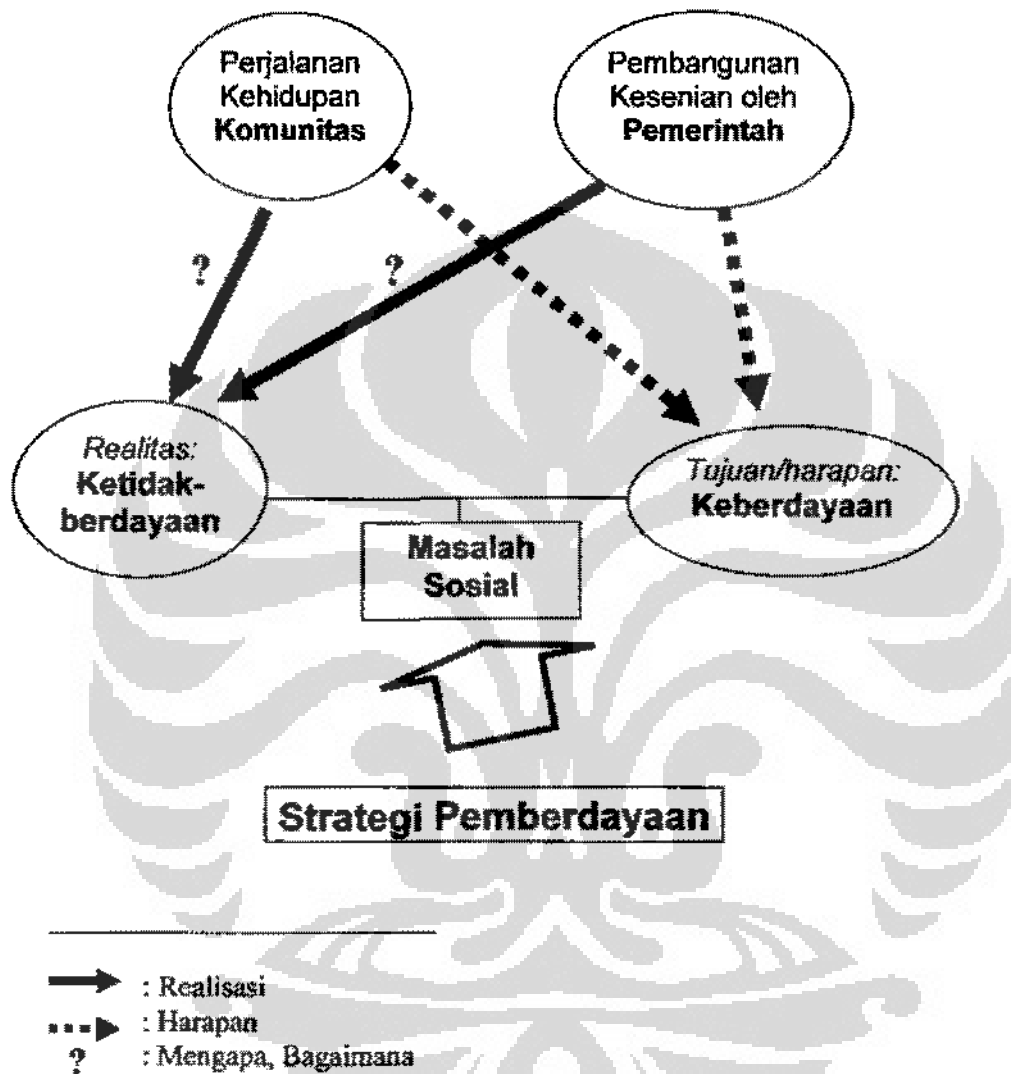 Perjalanan
Kehidupan
Komunitas
Pembangunan
Kesenian oleh
Pemerintah
?
?
Realitas:
Ketidak-
berdayaan
Tujuan/harapan:
Keberdayaan
Masalah
Sosial
Strategi Pemberdayaan
: Realisasi
: Harapan
? : Mengapa, Bagaimana